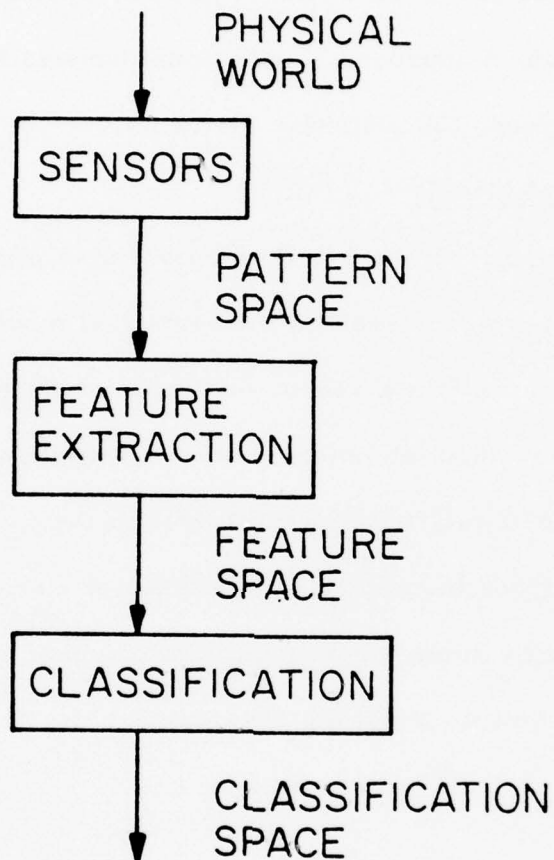 PHYSICAL
WORLD
SENSORS
PATTERN
SPACE
FEATURE
EXTRACTION
FEATURE
SPACE
CLASSIFICATION
CLASSIFICATION
SPACE